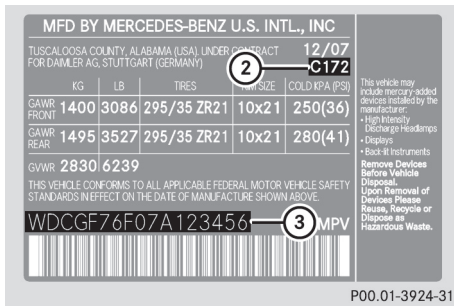 MFD BY MERCEDES-BENZ U.S. INTL., INC
TUSCALOOSA COUNTY, ALABAMA (USA). UNDER CONTRACT 12/07
FOR DAIMLER AG, STUTTGART (GERMANY)
2
C172
KG LB TIRES SIZE COLD KPA (PSI)
GAWR FRONT 1400 3086 295/35 ZR21 10x21 250(36)
GAWR REAR 1495 3527 295/35 ZR21 10x21 280(41)
GVWR 2830 6239
THIS VEHICLE CONFORMS TO ALL APPLICABLE FEDERAL MOTOR VEHICLE SAFETY
STANDARDS IN EFFECT ON THE DATE OF MANUFACTURE SHOWN ABOVE.
WDCGF76F07A123456 3 MPV
This vehicle may
include mercury-added
devices installed by the
manufacturer:
• High Intensity
Discharge Headlamps
• Displays
• Back-lit Instruments
Remove Devices
Before Vehicle
Disposal.
Upon Removal of
Devices Please
Reuse, Recycle or
Dispose as
Hazardous Waste.
P00.01-3924-31